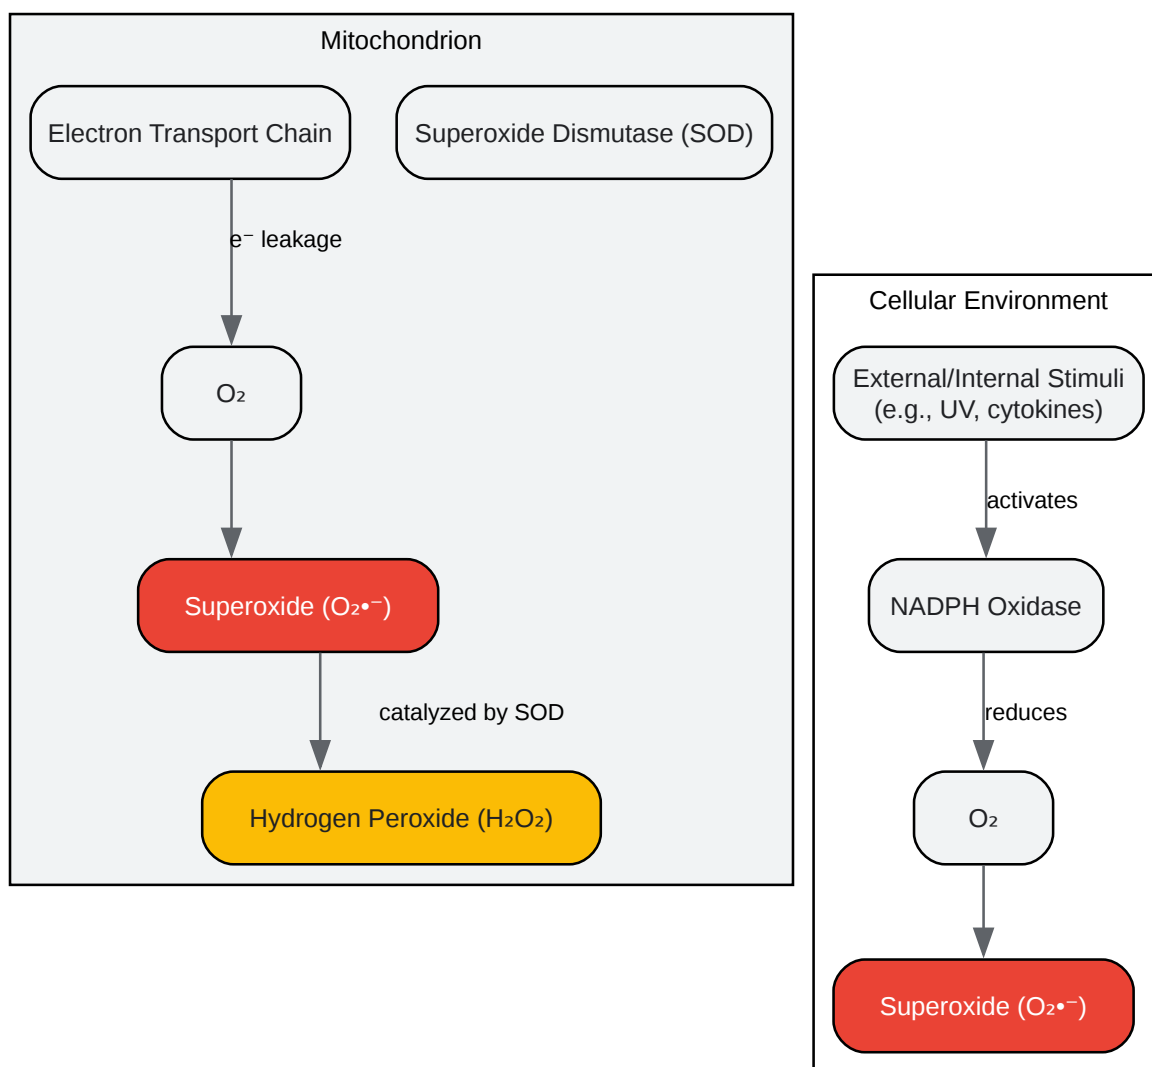 Mitochondrion
Electron Transport Chain
Superoxide Dismutase (SOD)
e⁻ leakage
O₂
Superoxide (O₂•⁻)
catalyzed by SOD
Hydrogen Peroxide (H₂O₂)
Cellular Environment
External/Internal Stimuli
(e.g., UV, cytokines)
activates
NADPH Oxidase
reduces
O₂
Superoxide (O₂•⁻)